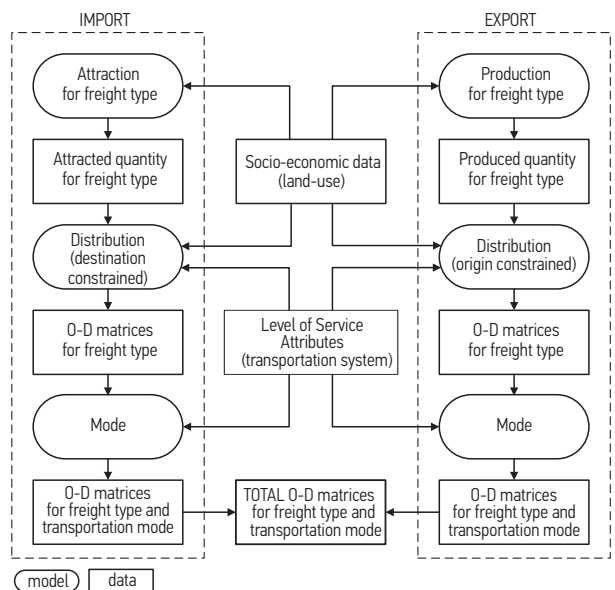 IMPORT
Attraction
for freight type
Attracted quantity
for freight type
Distribution
(destination
constrained)
O-D matrices
for freight type
Mode
O-D matrices
for freight type and
transportation mode
Socio-economic data
(land-use)
Level of Service
Attributes
(transportation system)
TOTAL O-D matrices
for freight type and
transportation mode
EXPORT
Production
for freight type
Produced quantity
for freight type
Distribution
(origin constrained)
O-D matrices
for freight type
Mode
O-D matrices
for freight type and
transportation mode
model
data